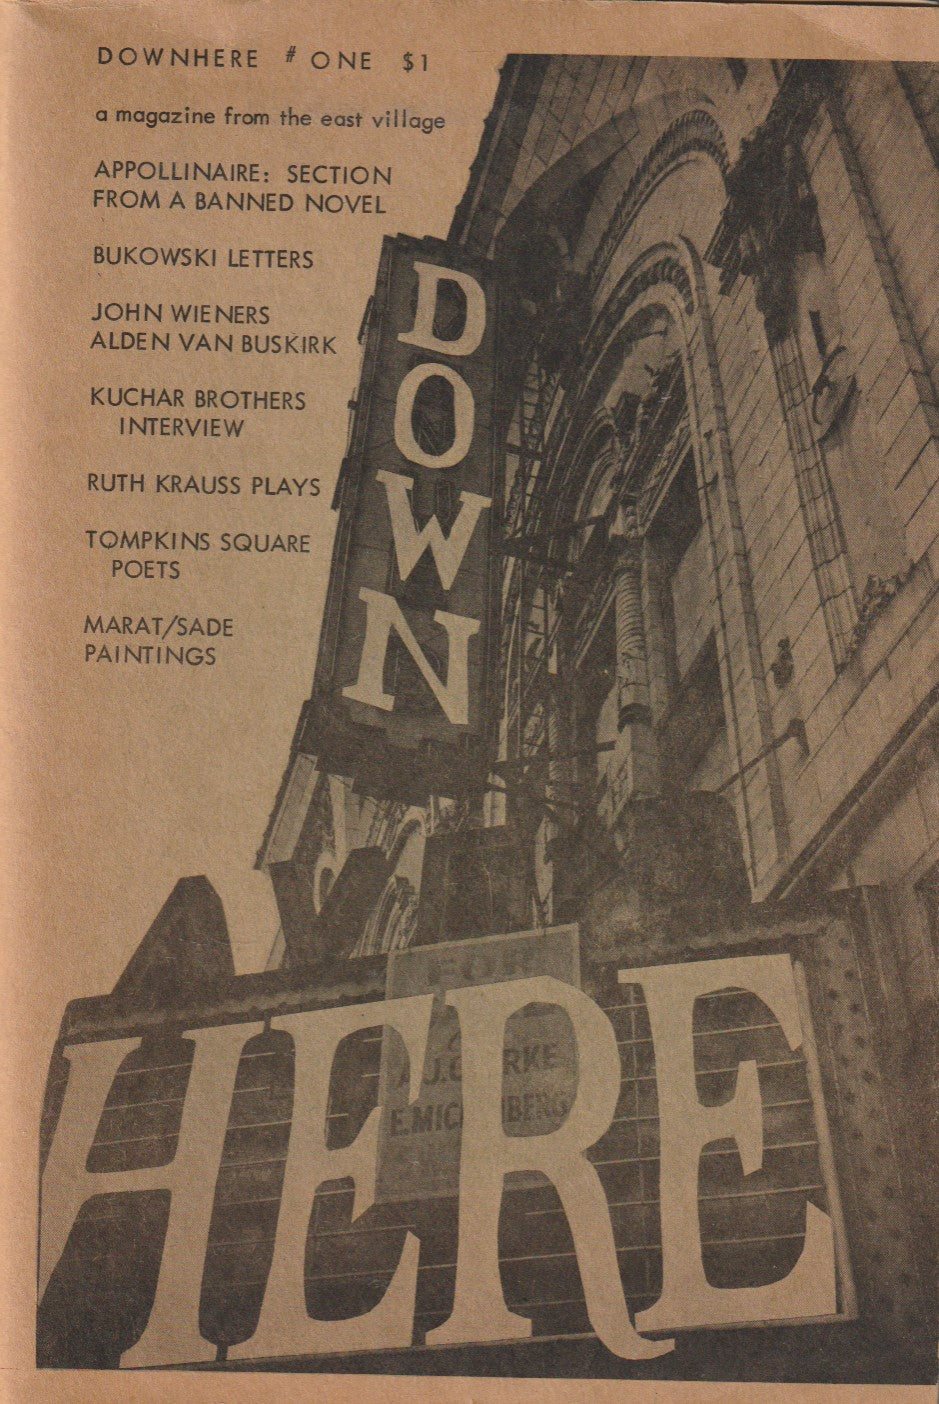 DOWNHERE # ONE $1
a magazine from the east village
APPOLLINAIRE: SECTION
FROM A BANNED NOVEL
BUKOWSKI LETTERS
JOHN WIENERS
ALDEN VAN BUSKIRK
KUCHAR BROTHERS
INTERVIEW
RUTH KRAUSS PLAYS
TOMPKINS SQUARE
POETS
MARAT/SADE
PAINTINGS
DOWN
FOR
HERE